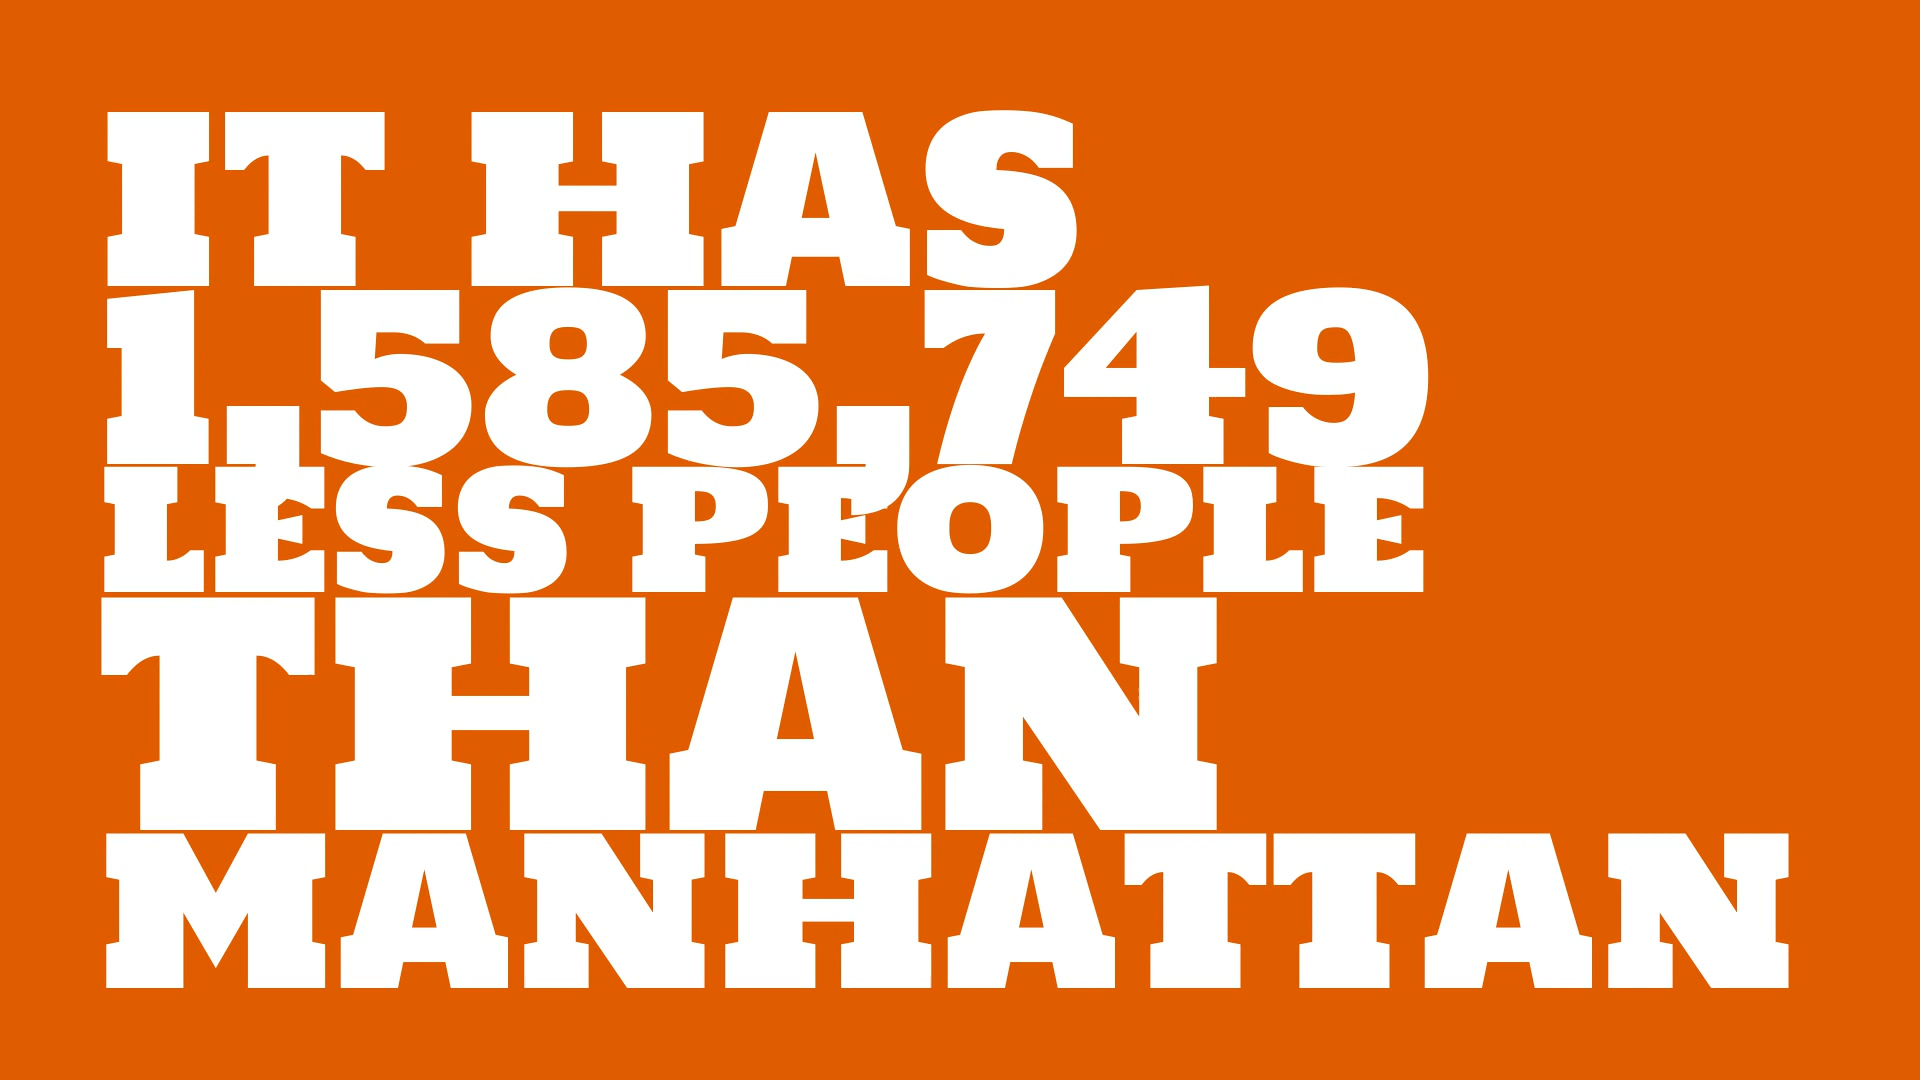 IT HAS
1,585,749
LESS PEOPLE
THAN
MANHATTAN